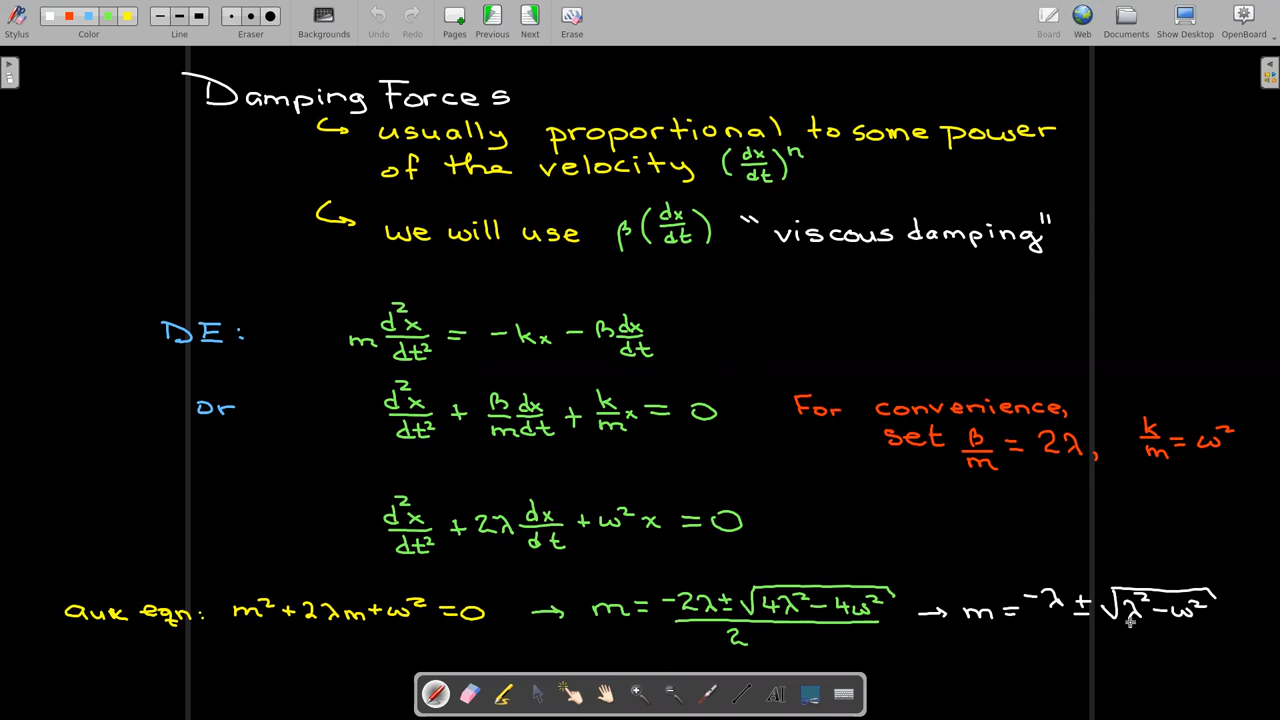 Stylus Color Line Eraser Backgrounds Undo Redo Pages Previous Next Erase Board Web Documents Show Desktop OpenBoard
Damping Forces
↪ usually proportional to some power
of the velocity (dx/dt)^n
↪ we will use β(dx/dt) "viscous damping"
DE: m d²x/dt² = -kx - β dx/dt
or d²x/dt² + β/m dx/dt + k/m x = 0 For convenience,
set β/m = 2λ, k/m = ω²
d²x/dt² + 2λ dx/dt + ω² x = 0
aux eqn: m² + 2λm + ω² = 0 → m = (-2λ ± √(4λ² - 4ω²))/2 → m = -λ ± √(λ² - ω²)
AI